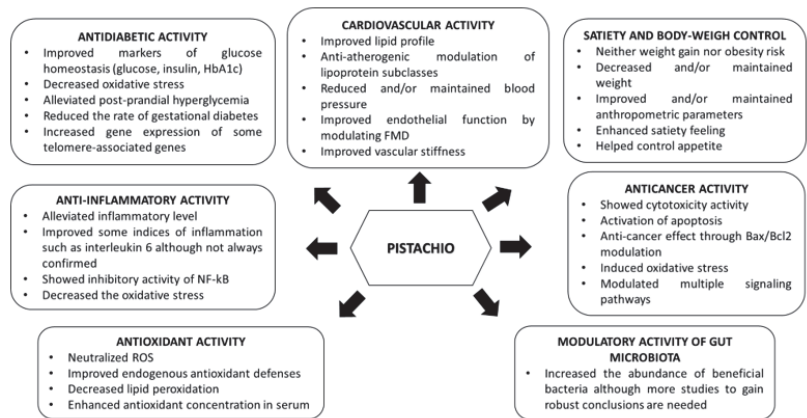 ANTIDIABETIC ACTIVITY
• Improved markers of glucose
homeostasis (glucose, insulin, HbA1c)
• Decreased oxidative stress
• Alleviated post-prandial hyperglycemia
• Reduced the rate of gestational diabetes
• Increased gene expression of some
telomere-associated genes
CARDIOVASCULAR ACTIVITY
• Improved lipid profile
• Anti-atherogenic modulation of
lipoprotein subclasses
• Reduced and/or maintained blood
pressure
• Improved endothelial function by
modulating FMD
• Improved vascular stiffness
SATIETY AND BODY-WEIGH CONTROL
• Neither weight gain nor obesity risk
• Decreased and/or maintained
weight
• Improved and/or maintained
anthropometric parameters
• Enhanced satiety feeling
• Helped control appetite
ANTI-INFLAMMATORY ACTIVITY
• Alleviated inflammatory level
• Improved some indices of inflammation
such as interleukin 6 although not always
confirmed
• Showed inhibitory activity of NF-kB
• Decreased the oxidative stress
PISTACHIO
ANTICANCER ACTIVITY
• Showed cytotoxicity activity
• Activation of apoptosis
• Anti-cancer effect through Bax/Bcl2
modulation
• Induced oxidative stress
• Modulated multiple signaling
pathways
ANTIOXIDANT ACTIVITY
• Neutralized ROS
• Improved endogenous antioxidant defenses
• Decreased lipid peroxidation
• Enhanced antioxidant concentration in serum
MODULATORY ACTIVITY OF GUT
MICROBIOTA
• Increased the abundance of beneficial
bacteria although more studies to gain
robust conclusions are needed